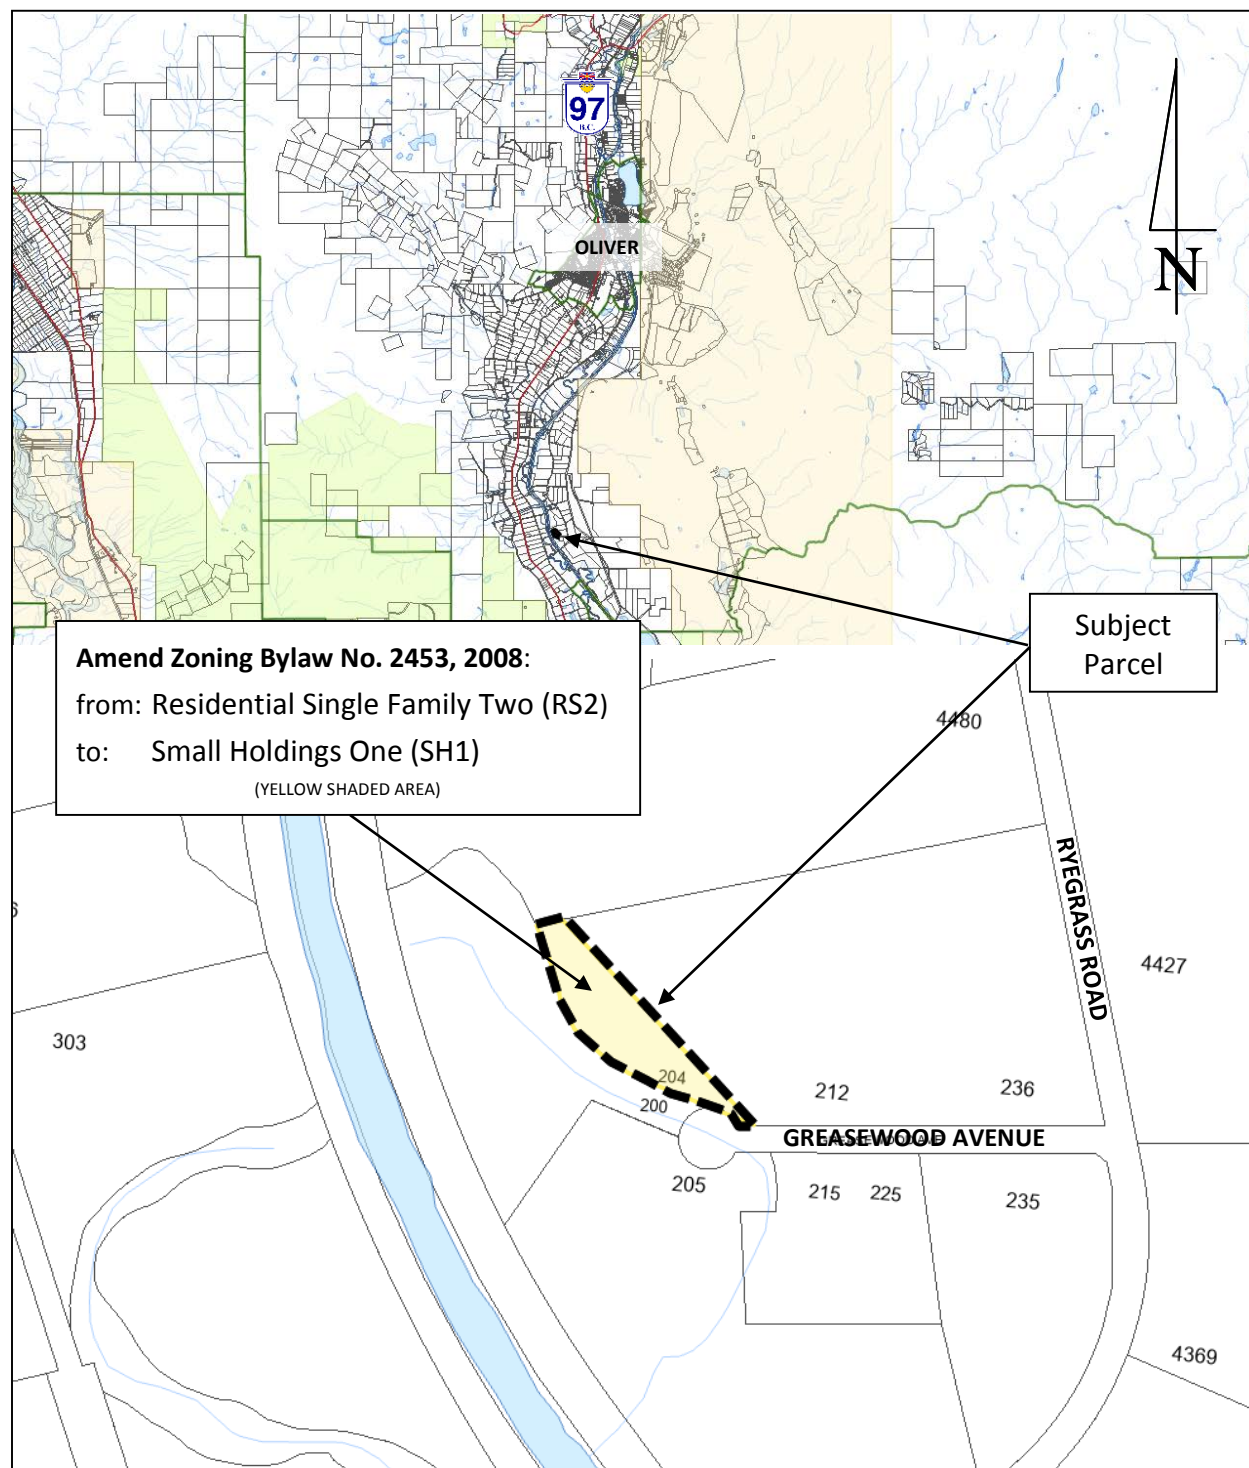 97
B.C.
OLIVER
N
Subject
Parcel
Amend Zoning Bylaw No. 2453, 2008:
from: Residential Single Family Two (RS2)
to: Small Holdings One (SH1)
(YELLOW SHADED AREA)
4480
RYEGRASS ROAD
4427
303
204
200
212
236
GREASEWOOD AVENUE
205
215
225
235
4369